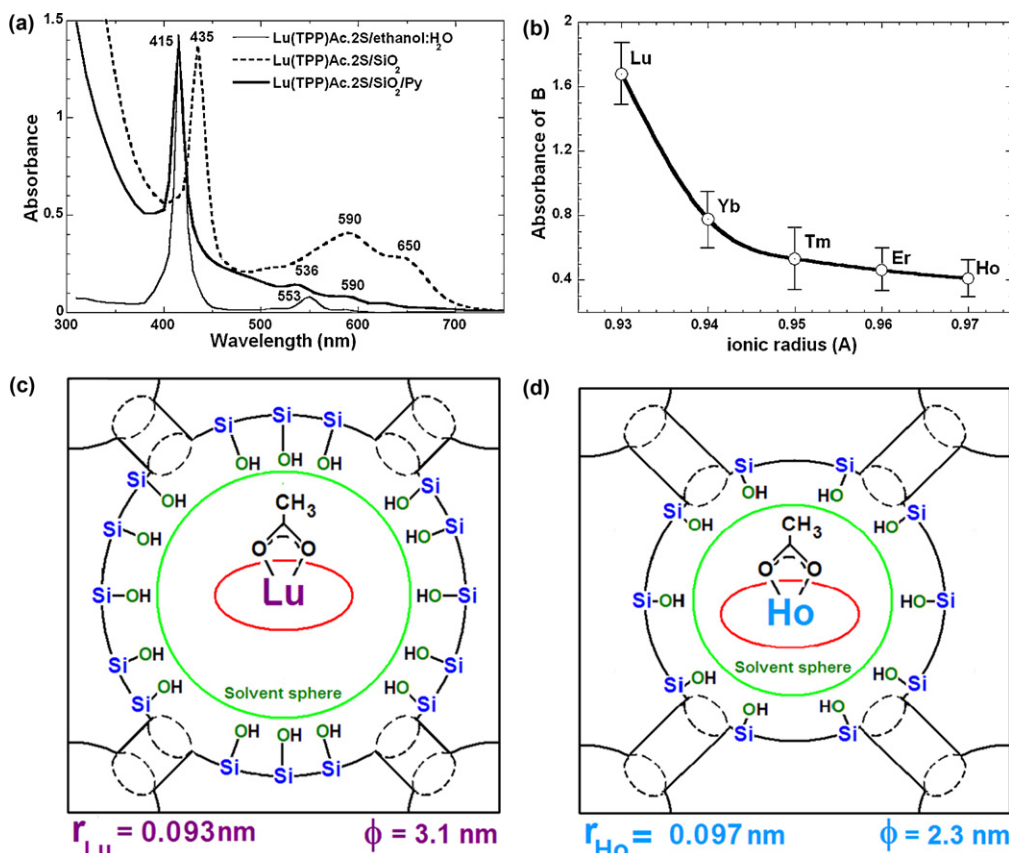 (a)
1.5
1
0.5
0
Absorbance
415
435
Lu(TPP)Ac.2S/ethanol:H₂O
Lu(TPP)Ac.2S/SiO₂
Lu(TPP)Ac.2S/SiO₂/Py
590
650
536
553
590
300 400 500 600 700
Wavelength (nm)
(b)
2
1.6
1.2
0.8
0.4
Absorbance of B
Lu
Yb
Tm
Er
Ho
0.93 0.94 0.95 0.96 0.97
ionic radius (A)
(c)
Si Si Si
OH OH OH
Si OH HO Si
Si OH HO Si
CH₃
O O
Lu
Si-OH HO-Si
Si OH HO Si
Si OH HO Si
Solvent sphere
OH OH OH
Si Si Si
r Lu = 0.093 nm ϕ = 3.1 nm
(d)
Si Si
OH HO
Si OH HO Si
CH₃
O O
Ho
Si-OH HO-Si
Solvent sphere
Si OH HO Si
OH HO
Si Si
r Ho = 0.097 nm ϕ = 2.3 nm